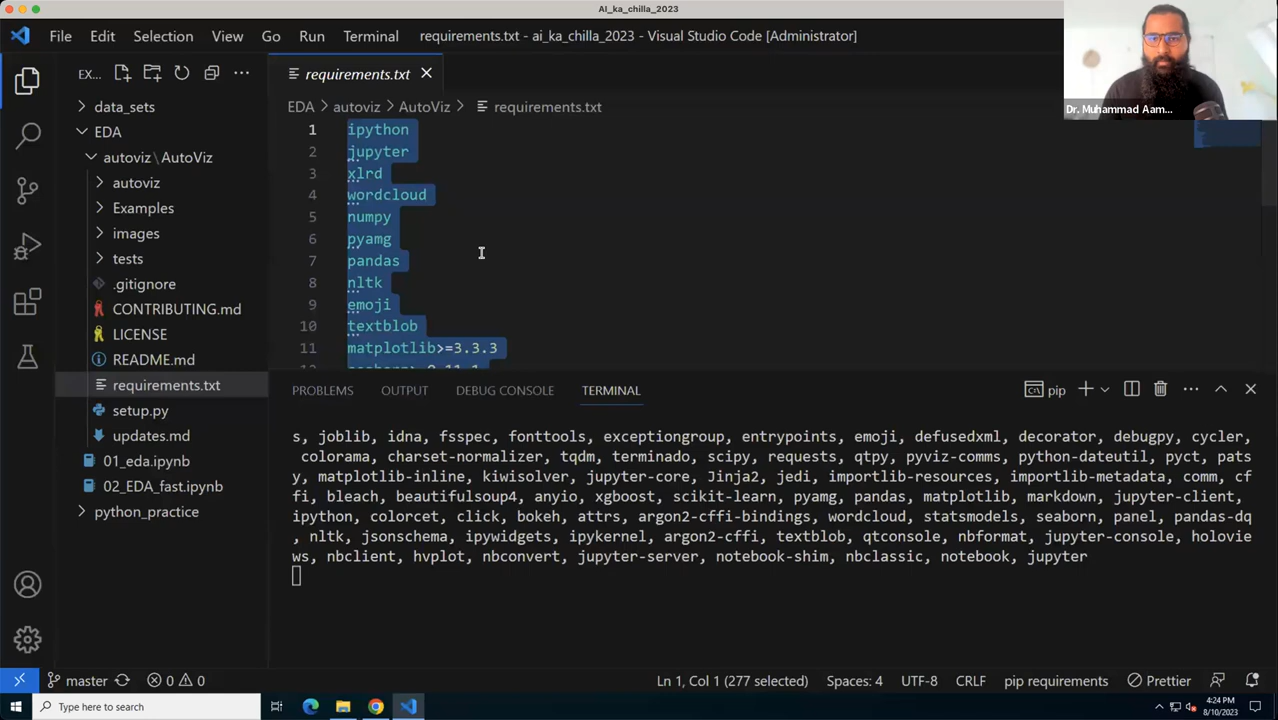 AI_ka_chilla_2023
File Edit Selection View Go Run Terminal requirements.txt - ai_ka_chilla_2023 - Visual Studio Code [Administrator]
Dr. Muhammad Aam...
EX...
requirements.txt
EDA > autoviz > AutoViz > requirements.txt
data_sets
EDA
autoviz\AutoViz
autoviz
Examples
images
tests
.gitignore
CONTRIBUTING.md
LICENSE
README.md
requirements.txt
setup.py
updates.md
01_eda.ipynb
02_EDA_fast.ipynb
python_practice
1 ipython
2 jupyter
3 xlrd
4 wordcloud
5 numpy
6 pyamg
7 pandas
8 nltk
9 emoji
10 textblob
11 matplotlib>=3.3.3
PROBLEMS OUTPUT DEBUG CONSOLE TERMINAL pip
s, joblib, idna, fsspec, fonttools, exceptiongroup, entrypoints, emoji, defusedxml, decorator, debugpy, cycler,
colorama, charset-normalizer, tqdm, terminado, scipy, requests, qtpy, pyviz-comms, python-dateutil, pyct, pats
y, matplotlib-inline, kiwisolver, jupyter-core, Jinja2, jedi, importlib-resources, importlib-metadata, comm, cf
fi, bleach, beautifulsoup4, anyio, xgboost, scikit-learn, pyamg, pandas, matplotlib, markdown, jupyter-client,
ipython, colorcet, click, bokeh, attrs, argon2-cffi-bindings, wordcloud, statsmodels, seaborn, panel, pandas-dq
, nltk, jsonschema, ipywidgets, ipykernel, argon2-cffi, textblob, qtconsole, nbformat, jupyter-console, holovie
ws, nbclient, hvplot, nbconvert, jupyter-server, notebook-shim, nbclassic, notebook, jupyter
master 0 0 Ln 1, Col 1 (277 selected) Spaces: 4 UTF-8 CRLF pip requirements Prettier
Type here to search
4:24 PM
8/10/2023